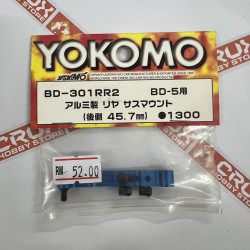 YOKOMO
YOKOMO
BD-301RR2 BD-5用
アルミ製 リヤ サスマウント
(後側 45.7mm) ●1300
RM 52.00
CRUX
HOBBY STORE